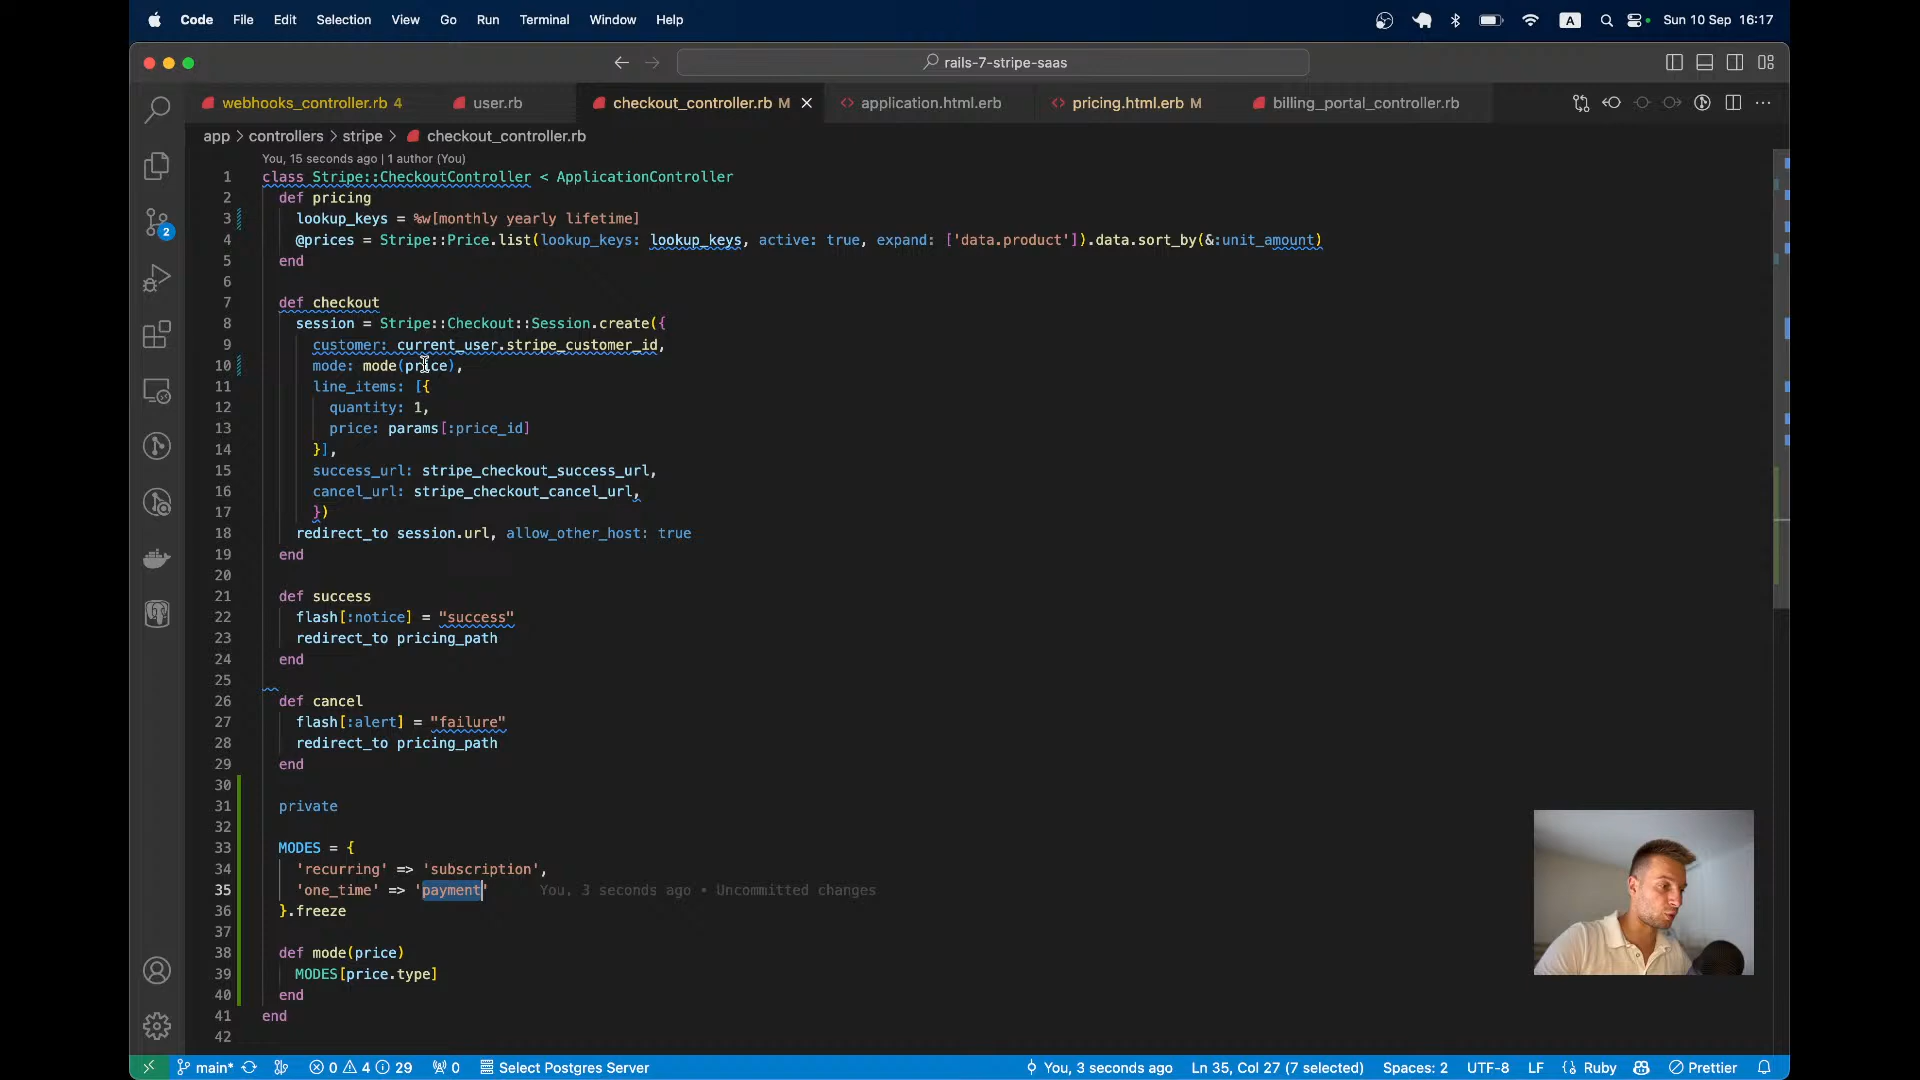 Code File Edit Selection View Go Run Terminal Window Help A Sun 10 Sep 16:17
rails-7-stripe-saas
webhooks_controller.rb 4 user.rb checkout_controller.rb M application.html.erb pricing.html.erb M billing_portal_controller.rb
app > controllers > stripe > checkout_controller.rb
You, 15 seconds ago | 1 author (You)
1 class Stripe::CheckoutController < ApplicationController
2 def pricing
3 lookup_keys = %w[monthly yearly lifetime]
4 @prices = Stripe::Price.list(lookup_keys: lookup_keys, active: true, expand: ['data.product']).data.sort_by(&:unit_amount)
5 end
6
7 def checkout
8 session = Stripe::Checkout::Session.create({
9 customer: current_user.stripe_customer_id,
10 mode: mode(price),
11 line_items: [{
12 quantity: 1,
13 price: params[:price_id]
14 }],
15 success_url: stripe_checkout_success_url,
16 cancel_url: stripe_checkout_cancel_url,
17 })
18 redirect_to session.url, allow_other_host: true
19 end
20
21 def success
22 flash[:notice] = "success"
23 redirect_to pricing_path
24 end
25
26 def cancel
27 flash[:alert] = "failure"
28 redirect_to pricing_path
29 end
30
31 private
32
33 MODES = {
34 'recurring' => 'subscription',
35 'one_time' => 'payment' You, 3 seconds ago • Uncommitted changes
36 }.freeze
37
38 def mode(price)
39 MODES[price.type]
40 end
41 end
42
2
main* 0 4 29 0 Select Postgres Server You, 3 seconds ago Ln 35, Col 27 (7 selected) Spaces: 2 UTF-8 LF Ruby Prettier